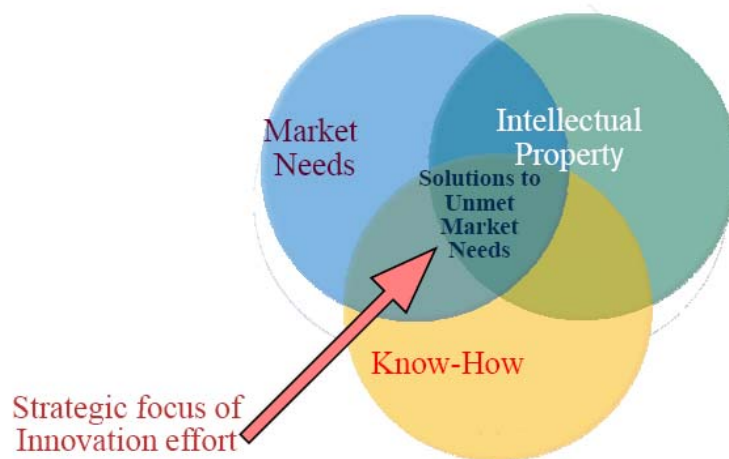 Market
Needs
Intellectual
Property
Solutions to
Unmet
Market
Needs
Know-How
Strategic focus of
Innovation effort